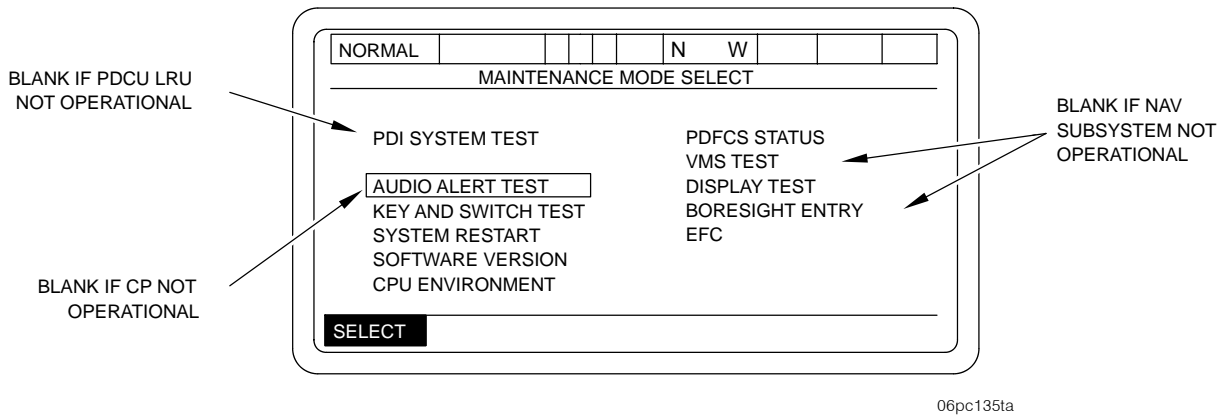 NORMAL N W
MAINTENANCE MODE SELECT
BLANK IF PDCU LRU
NOT OPERATIONAL
PDI SYSTEM TEST
AUDIO ALERT TEST
KEY AND SWITCH TEST
SYSTEM RESTART
SOFTWARE VERSION
CPU ENVIRONMENT
PDFCS STATUS
VMS TEST
DISPLAY TEST
BORESIGHT ENTRY
EFC
BLANK IF NAV
SUBSYSTEM NOT
OPERATIONAL
BLANK IF CP NOT
OPERATIONAL
SELECT
06pc135ta